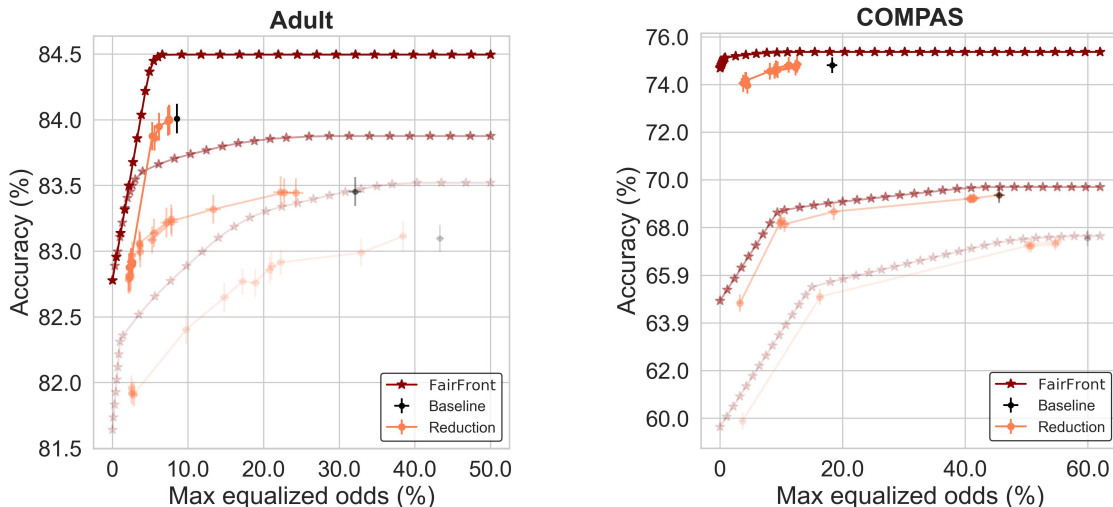 Adult
Accuracy (%)
84.5
84.0
83.5
83.0
82.5
82.0
81.5
0
10.0
20.0
30.0
40.0
50.0
Max equalized odds (%)
FairFront
Baseline
Reduction
COMPAS
Accuracy (%)
76.0
74.0
72.0
70.0
68.0
65.9
63.9
62.0
60.0
0
20.0
40.0
60.0
Max equalized odds (%)
FairFront
Baseline
Reduction